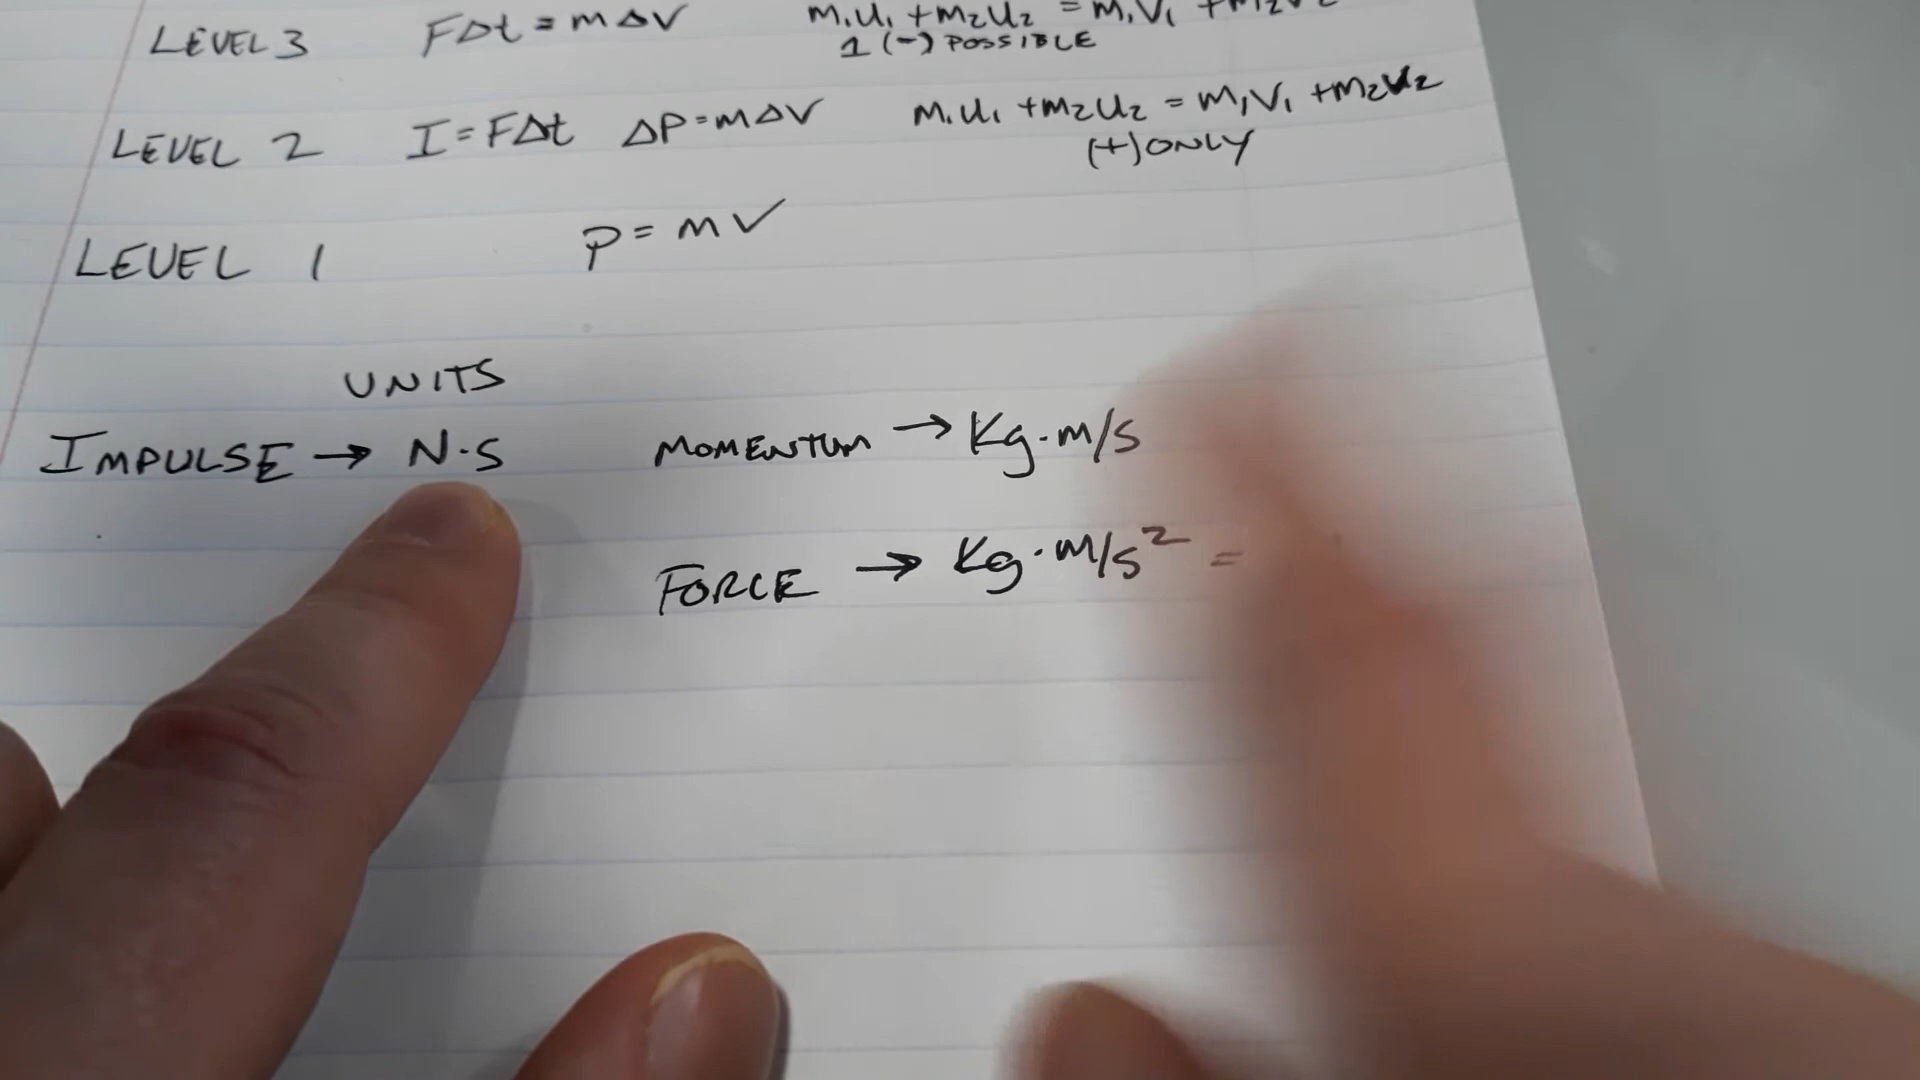 LEVEL 3 FΔt = mΔV m₁u₁ + m₂u₂ = m₁v₁ + m₂v₂
1 (-) POSSIBLE
LEVEL 2 I = FΔt ΔP = mΔV m₁u₁ + m₂u₂ = m₁v₁ + m₂v₂
(+) ONLY
LEVEL 1 P = mV
UNITS
IMPULSE → N·S MOMENTUM → Kg·m/s
FORCE → Kg·m/s² =